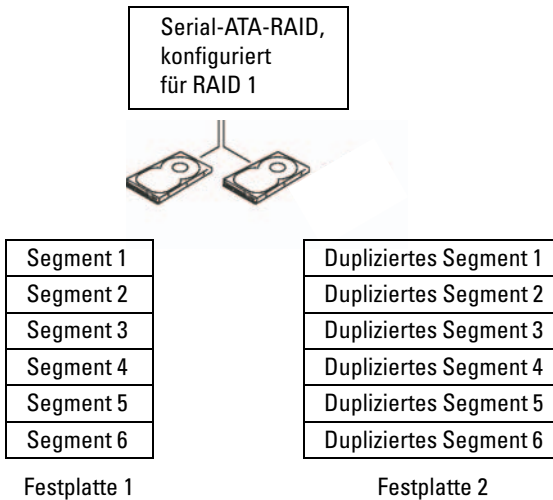 Serial-ATA-RAID,
konfiguriert
für RAID 1
Segment 1
Segment 2
Segment 3
Segment 4
Segment 5
Segment 6
Festplatte 1
Dupliziertes Segment 1
Dupliziertes Segment 2
Dupliziertes Segment 3
Dupliziertes Segment 4
Dupliziertes Segment 5
Dupliziertes Segment 6
Festplatte 2